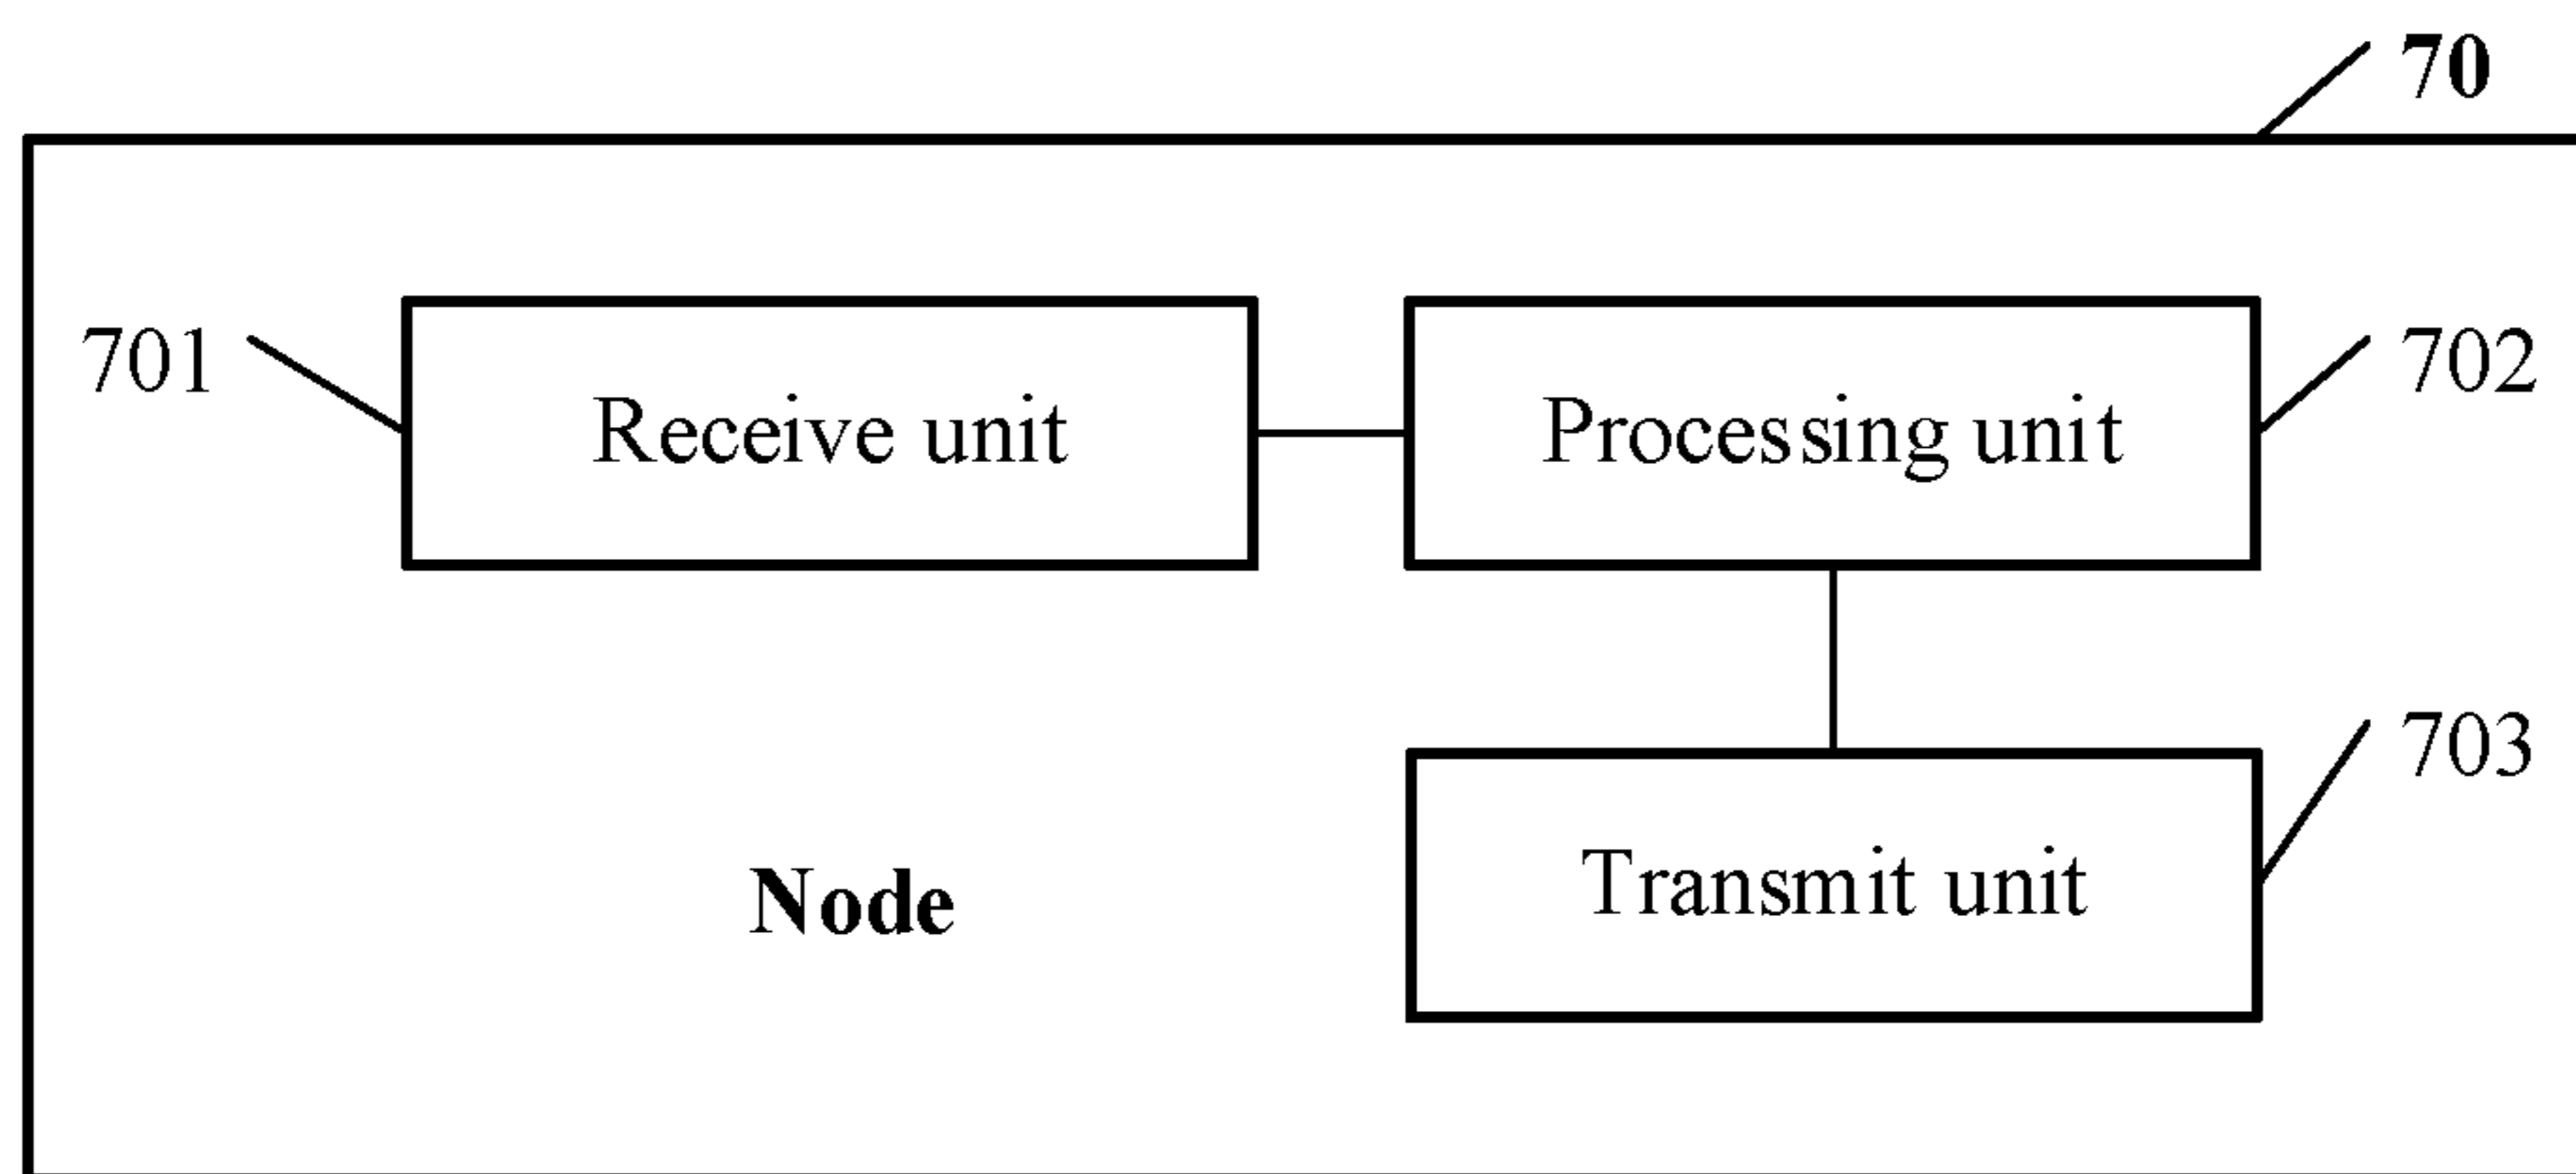 70
701
Receive unit
Processing unit
702
703
Transmit unit
Node